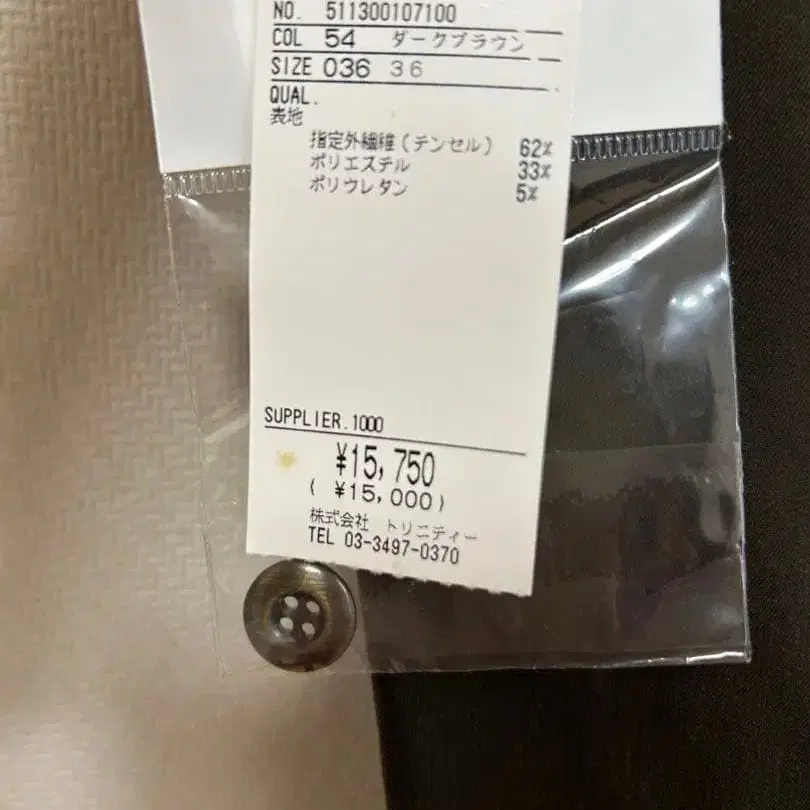 NO. 511300107100
COL 54 ダークブラウン
SIZE 036 36
QUAL.
表地
指定外繊維(テンセル) 62%
ポリエステル 33%
ポリウレタン 5%
SUPPLIER.1000
¥15,750
( ¥15,000)
株式会社 トリニティー
TEL 03-3497-0370